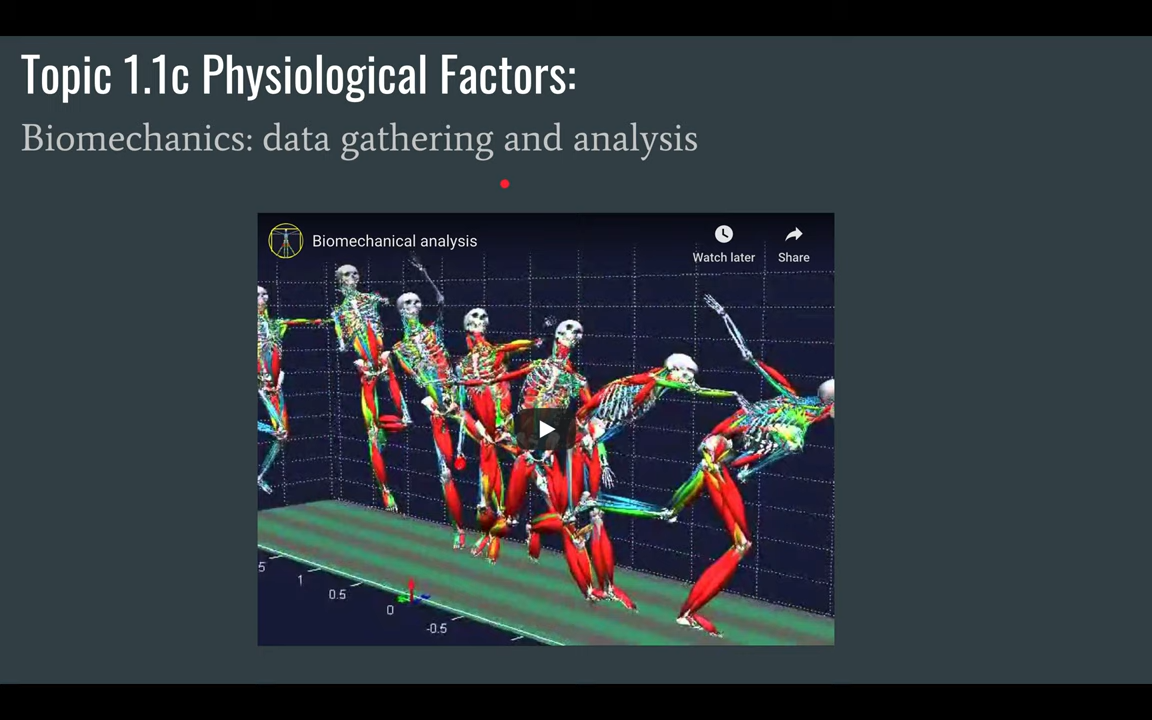 Topic 1.1c Physiological Factors:
Biomechanics: data gathering and analysis
Biomechanical analysis
Watch later
Share
5
1
0.5
0
-0.5